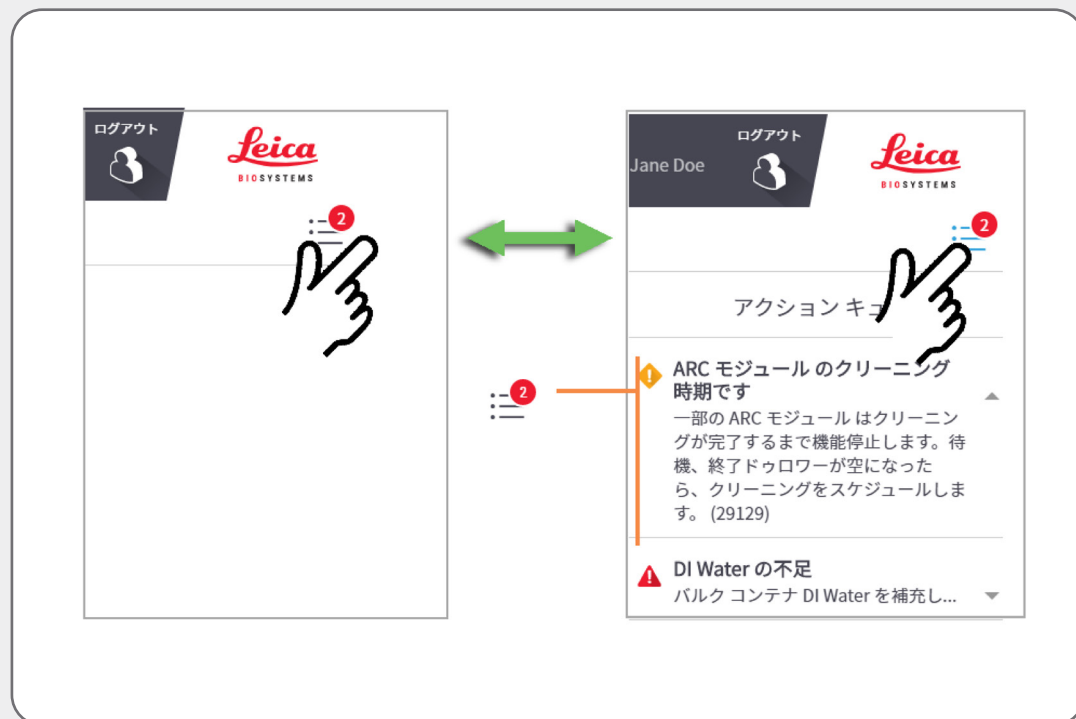 ログアウト
Leica
BIOSYSTEMS
2
2
Jane Doe
ログアウト
Leica
BIOSYSTEMS
2
アクション キュ
ARC モジュール のクリーニング
時期です
一部の ARC モジュール はクリーニン
グが完了するまで機能停止します。待
機、終了ドゥロワーが空になった
ら、クリーニングをスケジュールしま
す。 (29129)
DI Water の不足
バルク コンテナ DI Water を補充し...